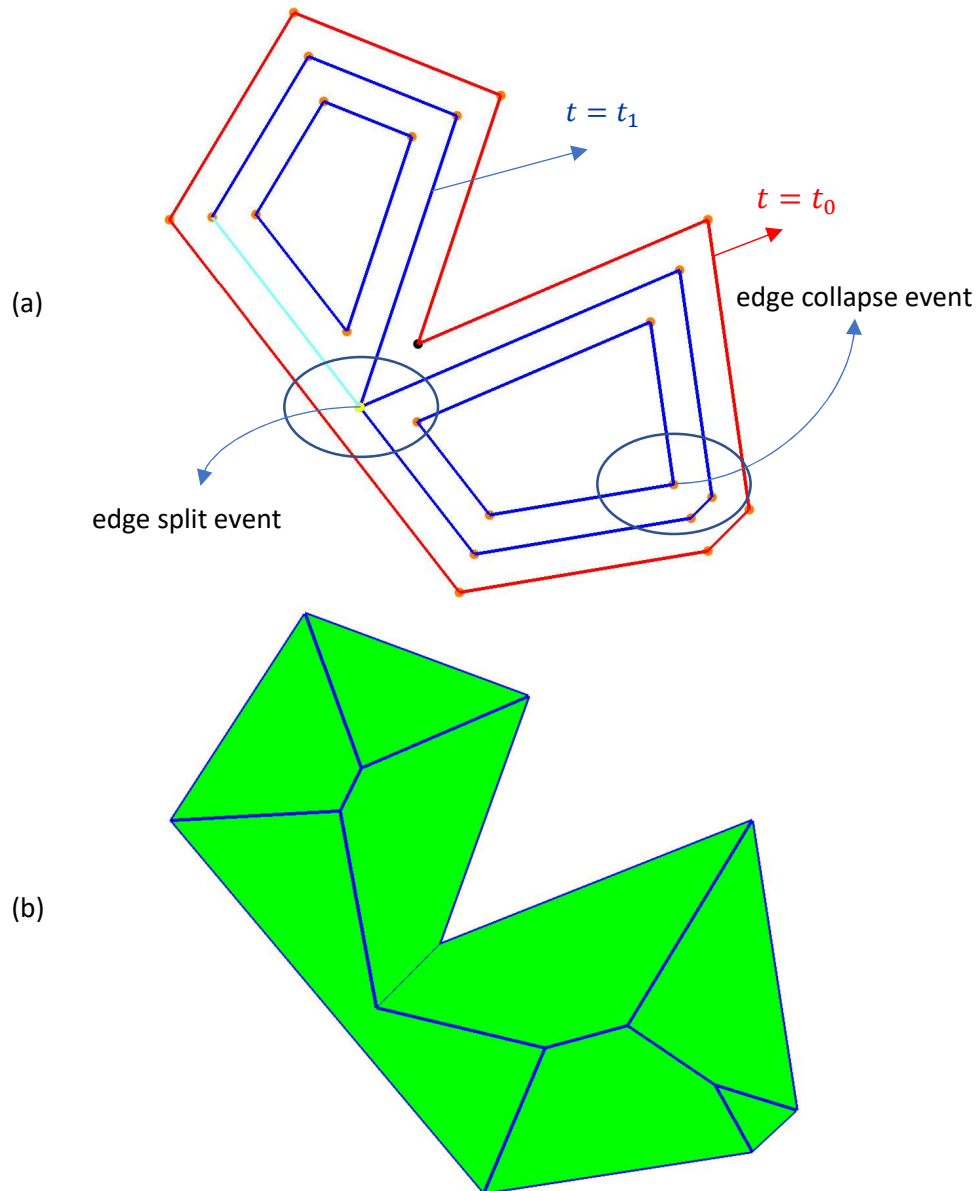 t = t₁
t = t₀
(a)
edge collapse event
edge split event
(b)